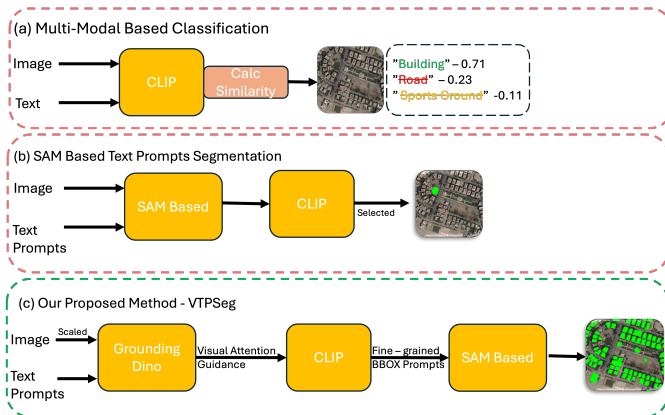 (a) Multi-Modal Based Classification
Image
Text
CLIP
Calc
Similarity
"Building" – 0.71
"Road" – 0.23
" Sports Ground" -0.11
(b) SAM Based Text Prompts Segmentation
Image
Text
Prompts
SAM Based
CLIP
Selected
(c) Our Proposed Method - VTPSeg
Image
Scaled
Text
Prompts
Grounding
Dino
Visual Attention
Guidance
CLIP
Fine – grained
BBOX Prompts
SAM Based